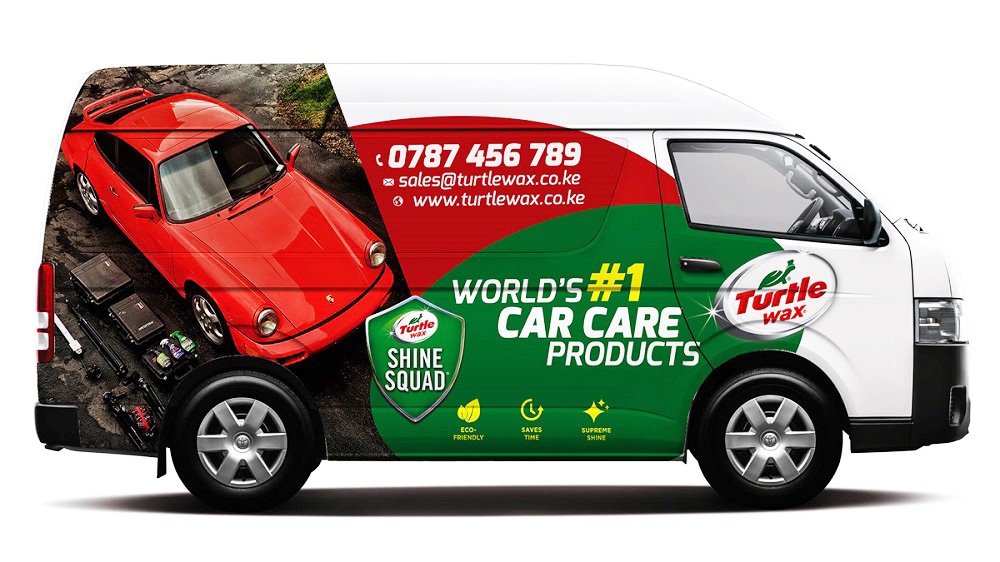 0787 456 789
sales@turtlewax.co.ke
www.turtlewax.co.ke
WORLD'S #1
CAR CARE
PRODUCTS
Turtle
wax
Turtle
wax
SHINE
SQUAD
ECO-
FRIENDLY
SAVES
TIME
SUPREME
SHINE